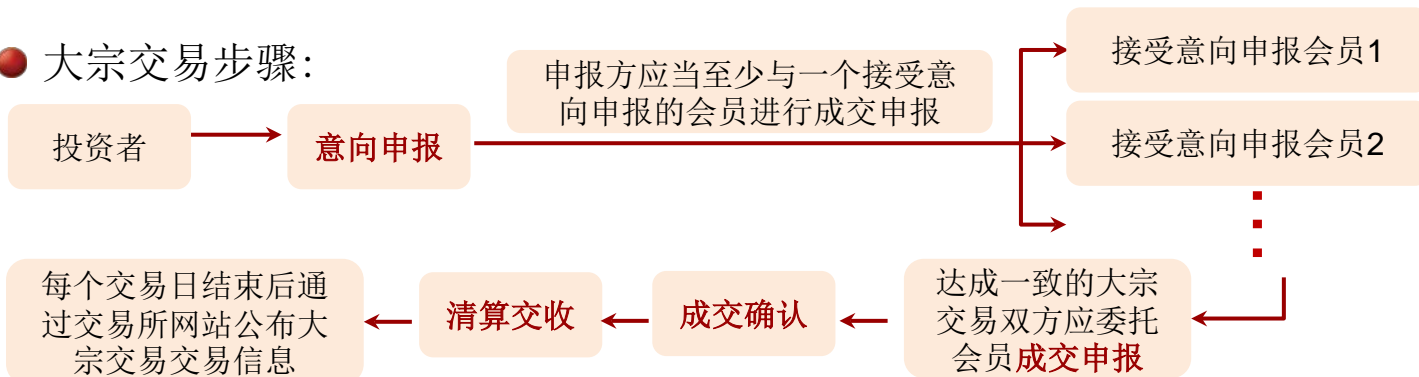 大宗交易步骤:
投资者
意向申报
申报方应当至少与一个接受意
向申报的会员进行成交申报
接受意向申报会员1
接受意向申报会员2
达成一致的大宗
交易双方应委托
会员成交申报
成交确认
清算交收
每个交易日结束后通
过交易所网站公布大
宗交易交易信息